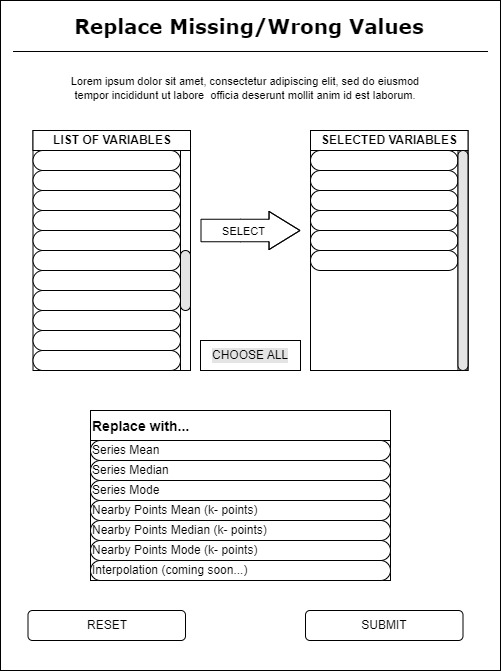 Replace Missing/Wrong Values
Lorem ipsum dolor sit amet, consectetur adipiscing elit, sed do eiusmod
tempor incididunt ut labore  officia deserunt mollit anim id est laborum.
LIST OF VARIABLES
SELECT
CHOOSE ALL
SELECTED VARIABLES
Replace with...
Series Mean
Series Median
Series Mode
Nearby Points Mean (k- points)
Nearby Points Median (k- points)
Nearby Points Mode (k- points)
Interpolation (coming soon...)
RESET
SUBMIT